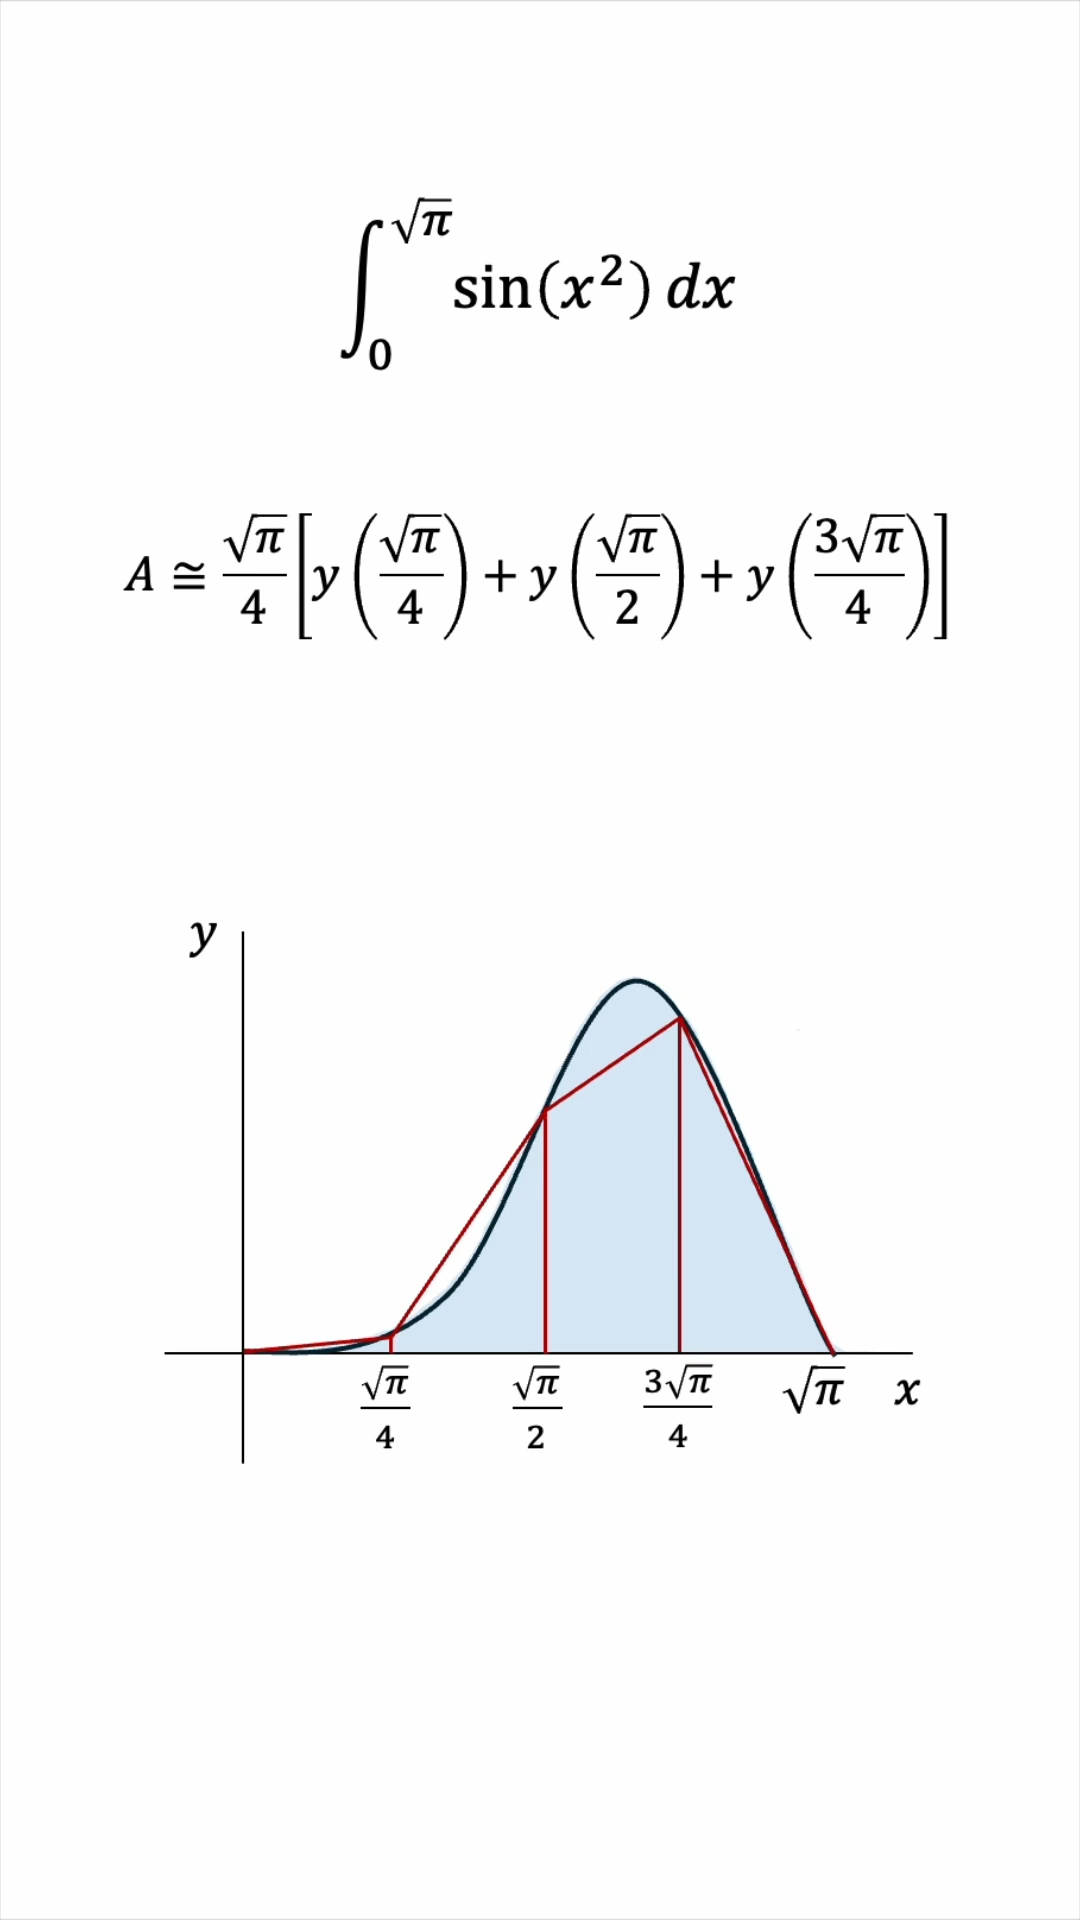 ∫₀^√π sin(x²) dx
A ≅ √π/4 [y(√π/4) + y(√π/2) + y(3√π/4)]
y
√π/4 √π/2 3√π/4 √π x